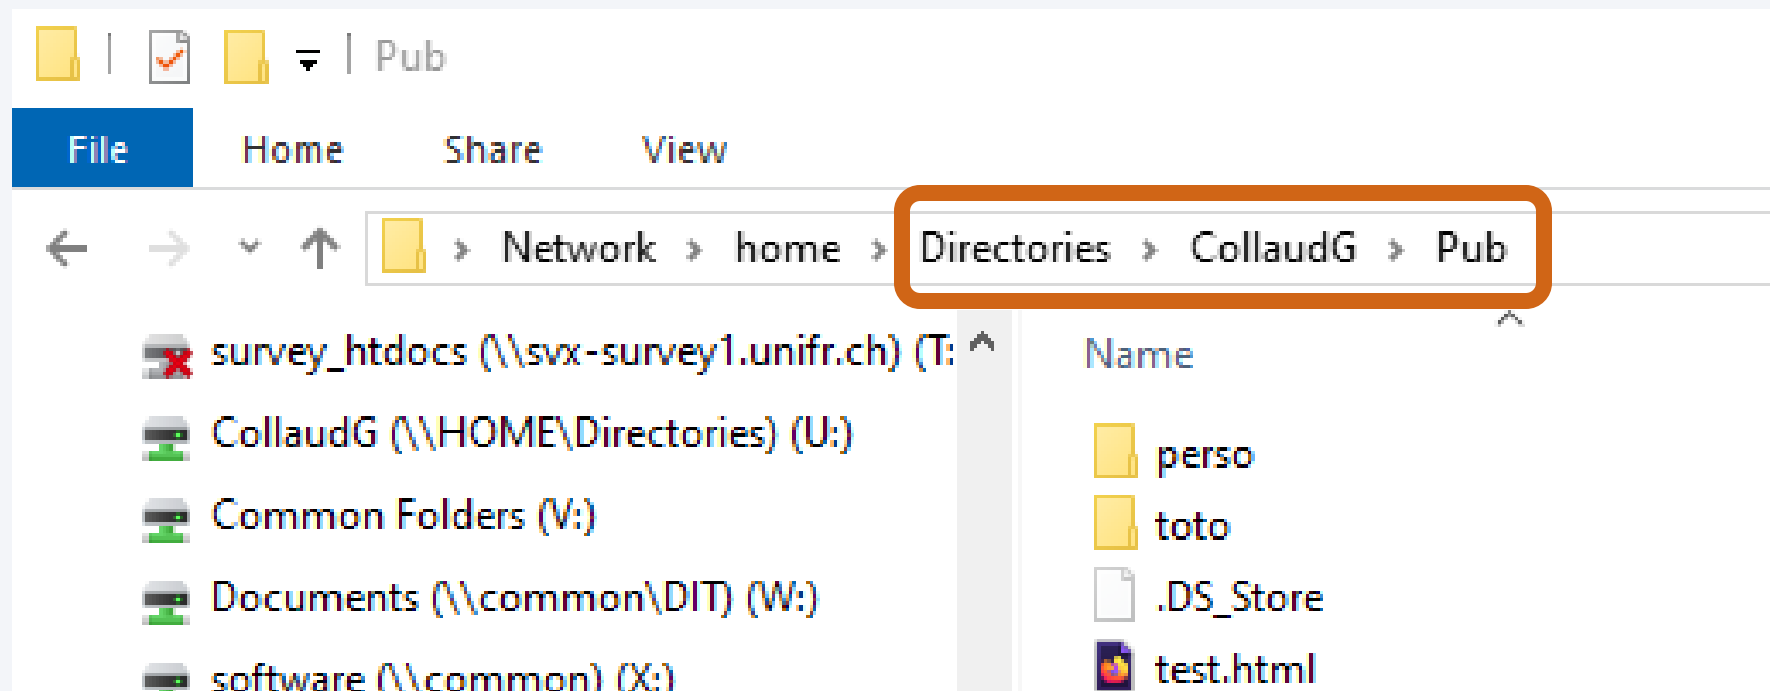 Pub
File Home Share View
Network > home > Directories > CollaudG > Pub
survey_htdocs (\\svx-survey1.unifr.ch) (T:
CollaudG (\\HOME\Directories) (U:)
Common Folders (V:)
Documents (\\common\DIT) (W:)
software (\\common) (X:)
Name
perso
toto
.DS_Store
test.html